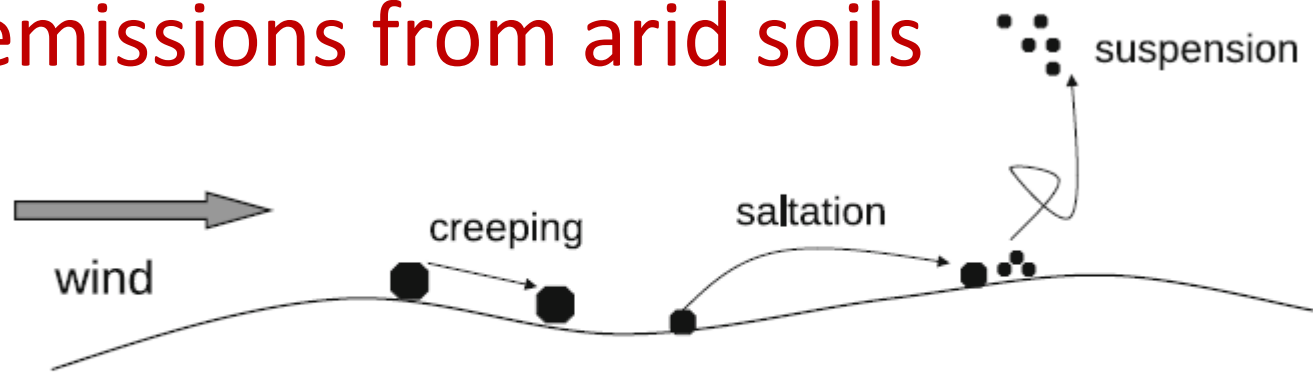 emissions from arid soils
suspension
saltation
creeping
wind